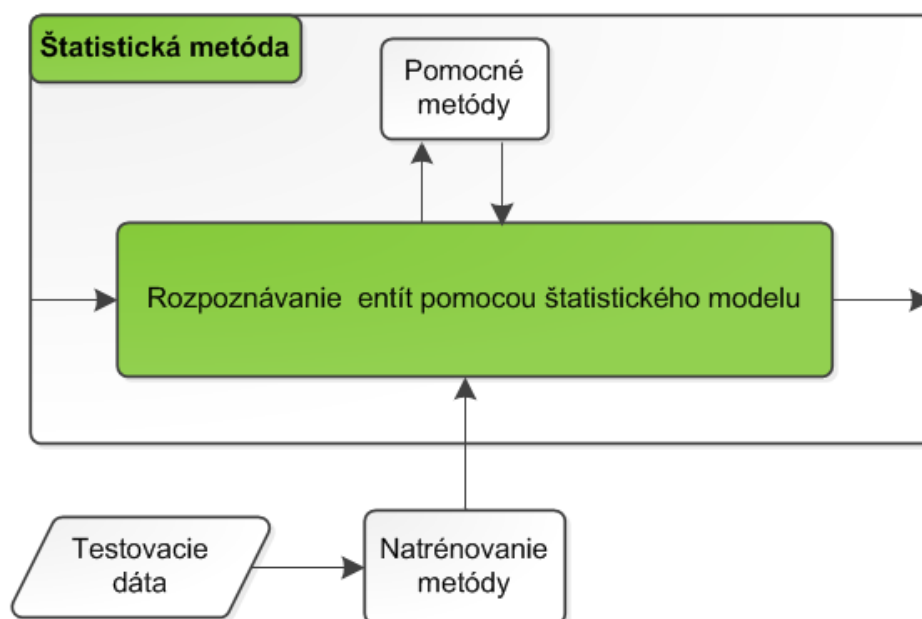 Štatistická metóda
Pomocné
metódy
Rozpoznávanie  entít pomocou štatistického modelu
Testovacie
dáta
Natrénovanie
metódy